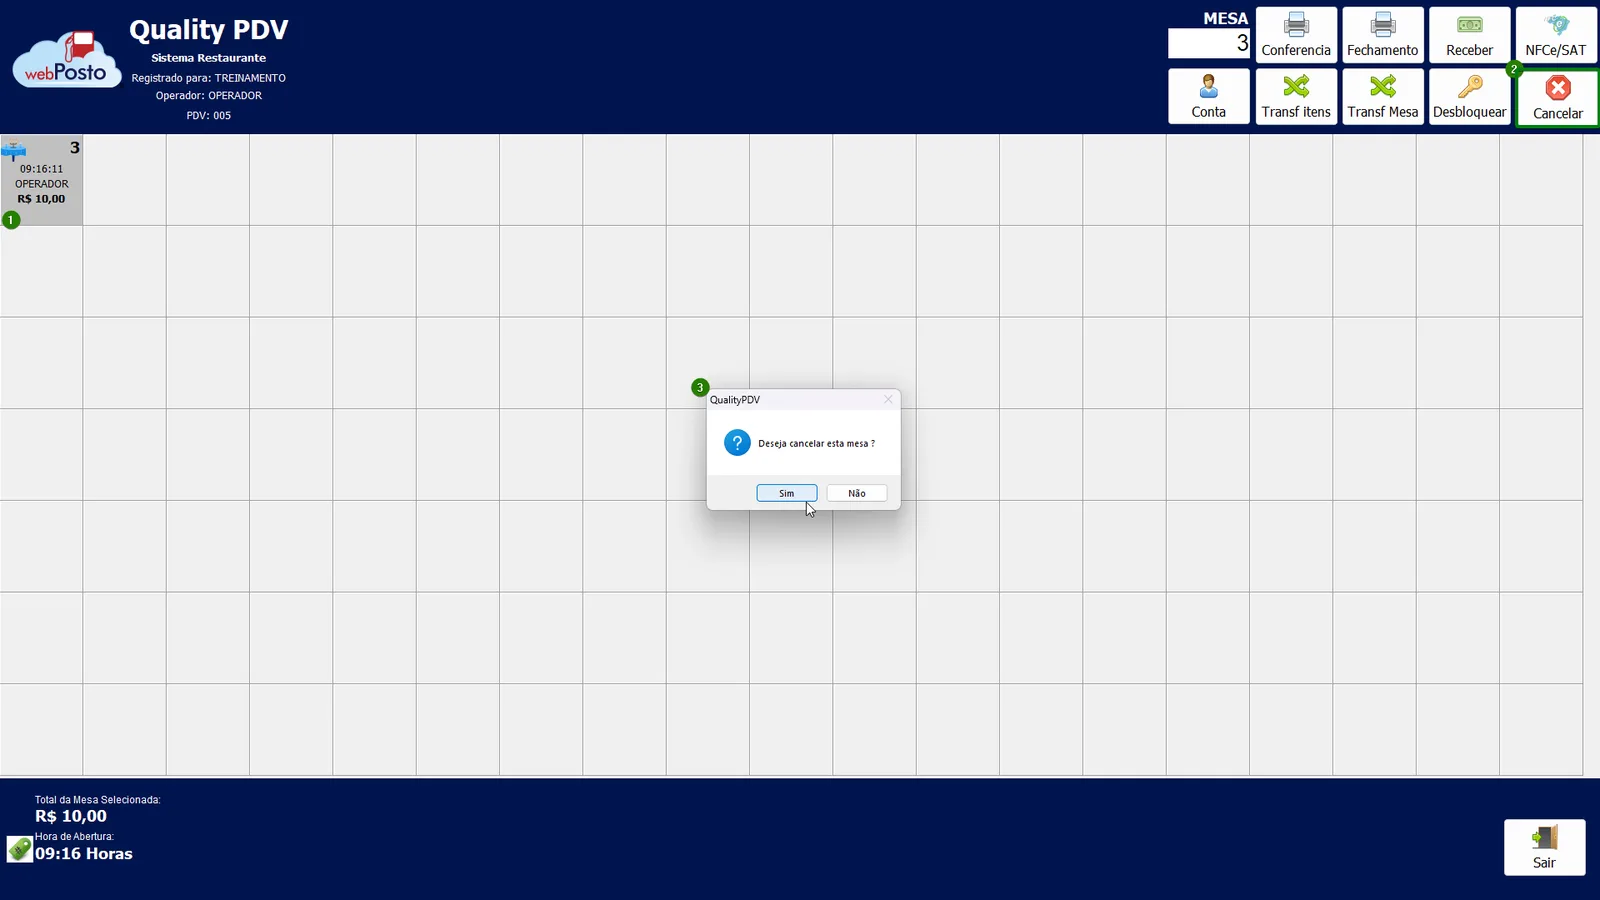 webPosto
Quality PDV
Sistema Restaurante
Registrado para: TREINAMENTO
Operador: OPERADOR
PDV: 005
MESA
3
Conferencia
Fechamento
Receber
NFCe/SAT
2
Conta
Transf itens
Transf Mesa
Desbloquear
Cancelar
3
09:16:11
OPERADOR
R$ 10,00
1
3
QualityPDV
? Deseja cancelar esta mesa ?
Sim
Não
Total da Mesa Selecionada:
R$ 10,00
Hora de Abertura:
09:16 Horas
Sair